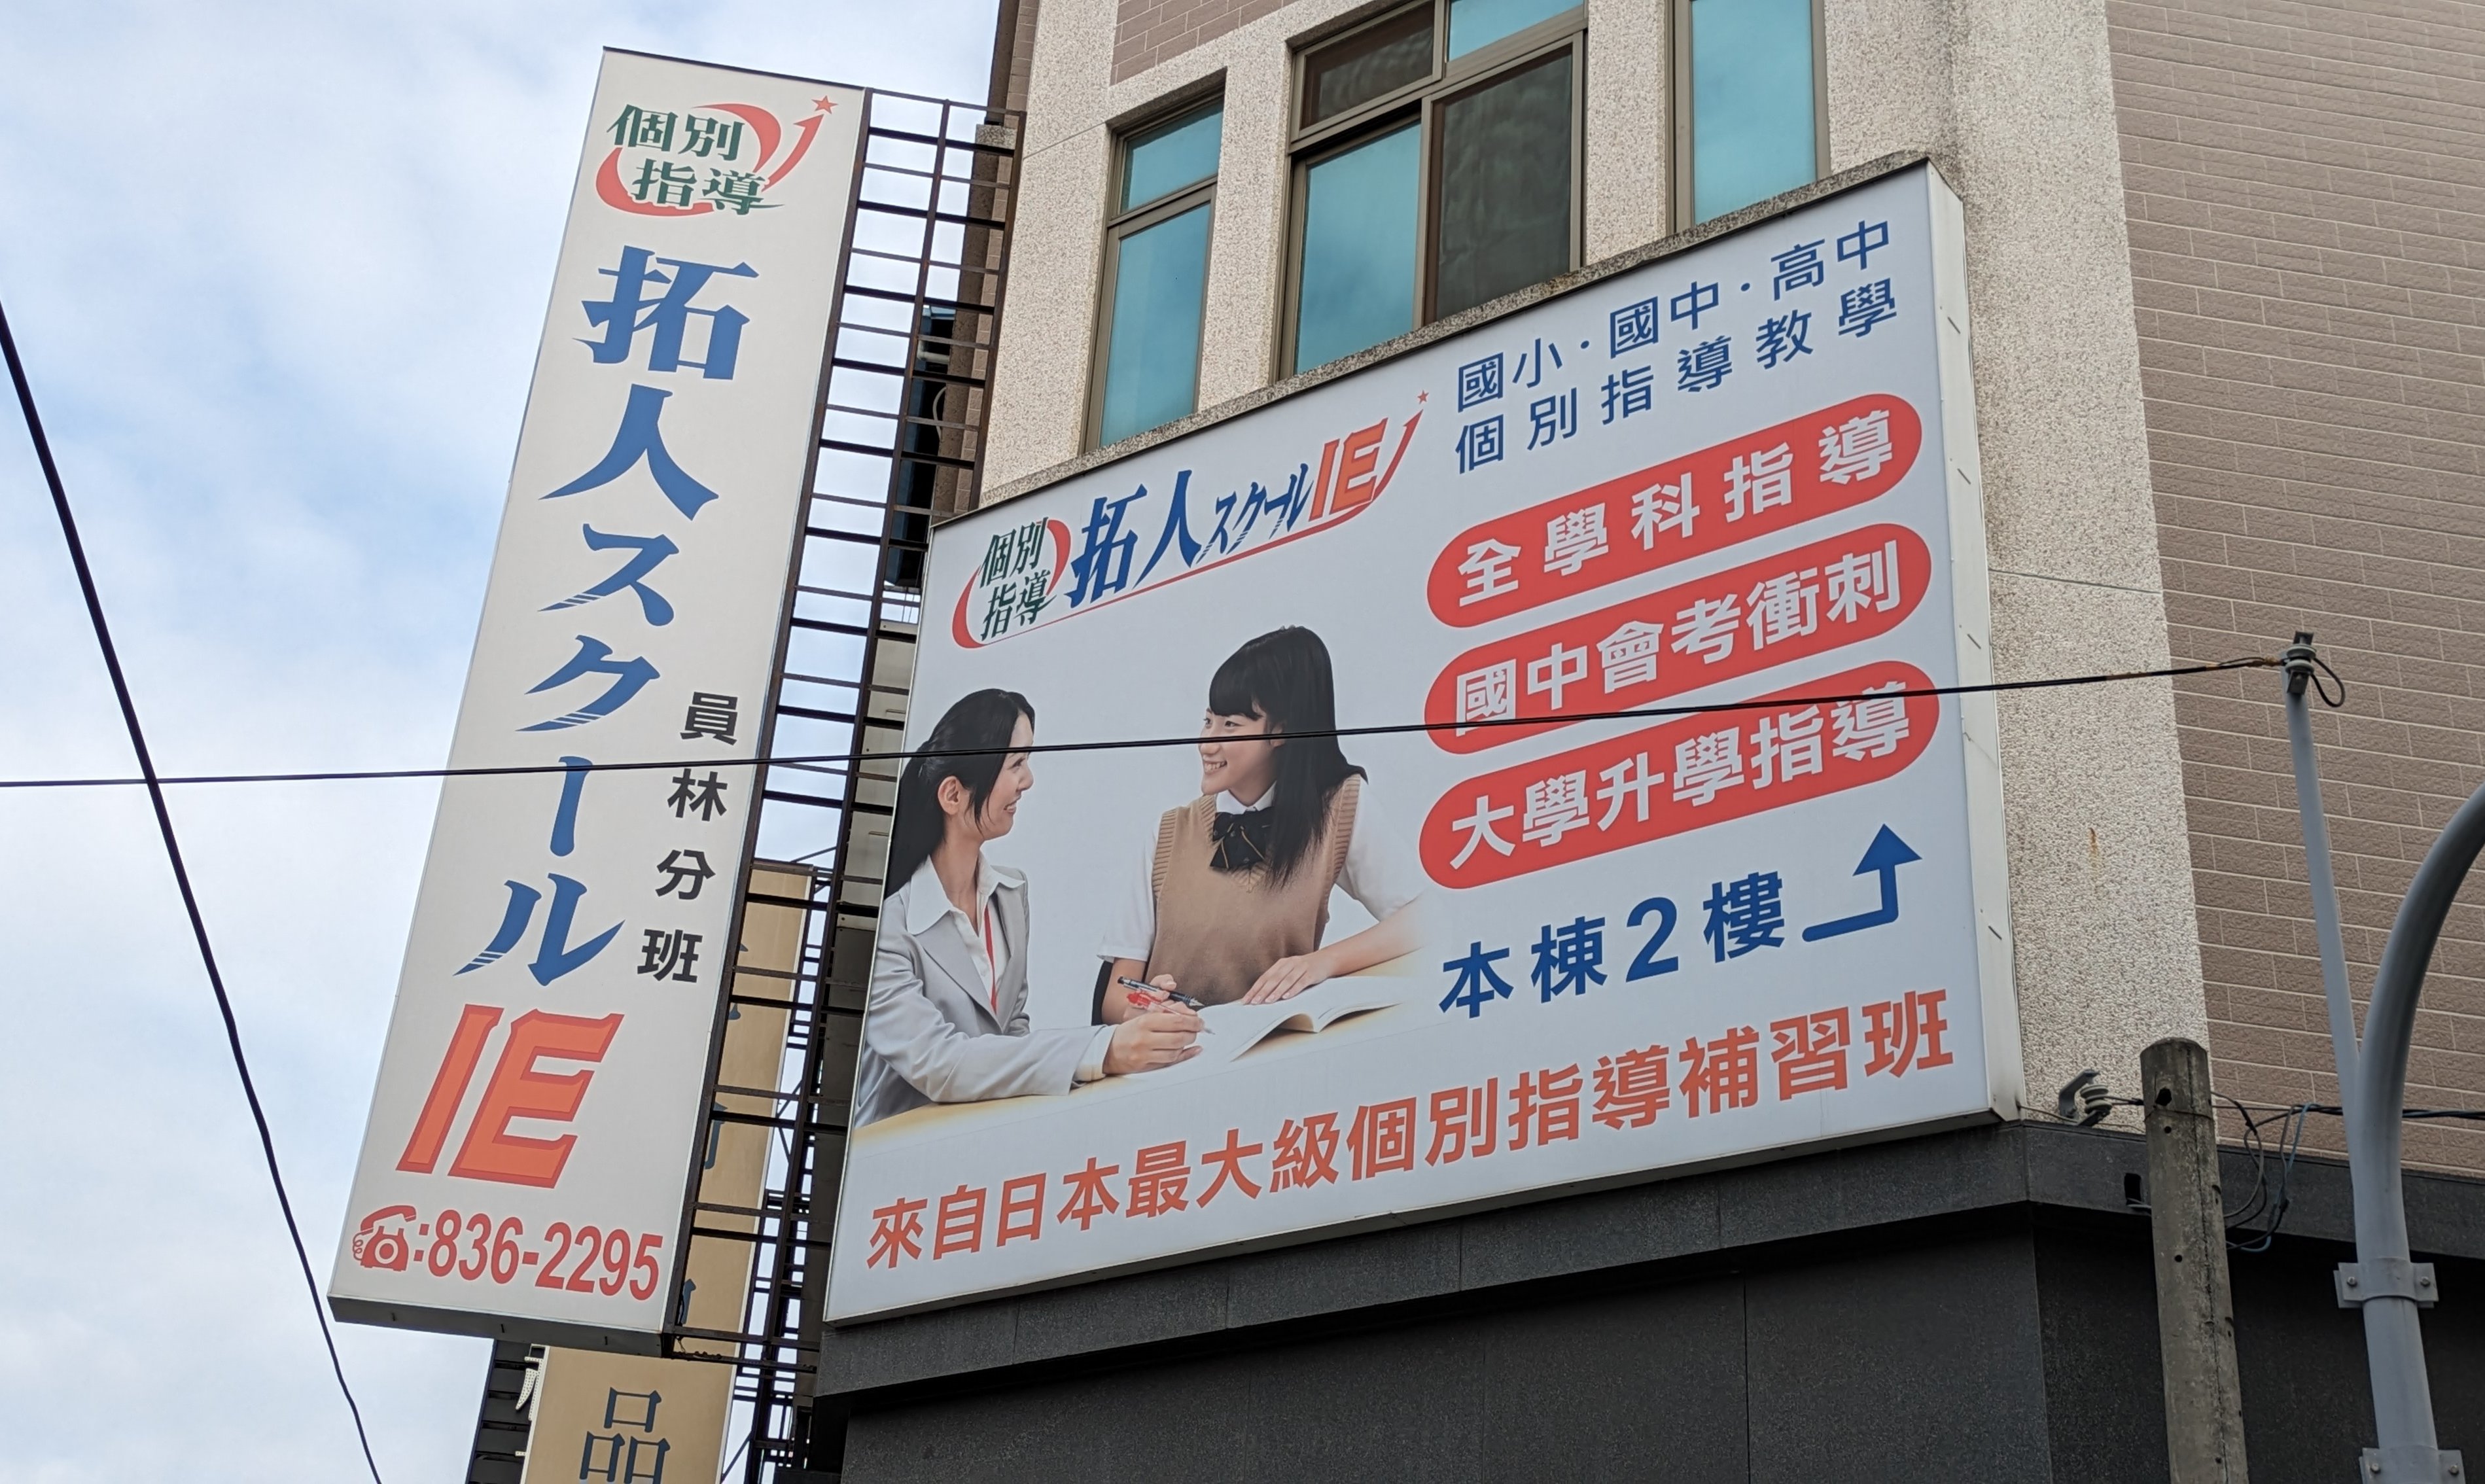 個別
指導
拓人スクール
IE
員林分班
☎:836-2295
個別
指導
拓人スクールIE
國小·國中·高中
個別指導教學
全學科指導
國中會考衝刺
大學升學指導
本棟2樓
來自日本最大級個別指導補習班
品